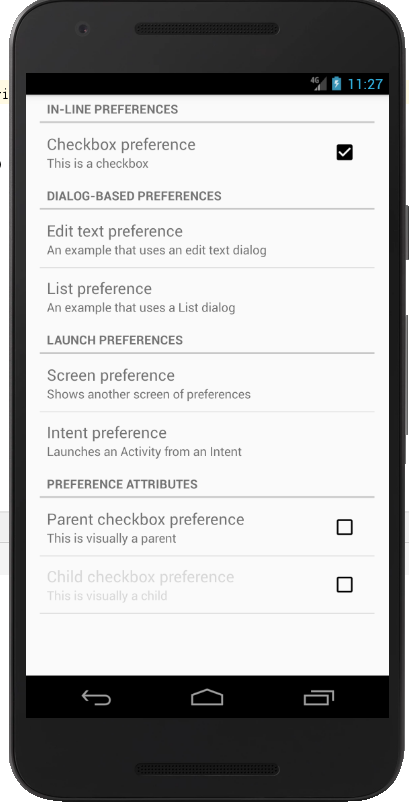 ri
4G 11:27
IN-LINE PREFERENCES
Checkbox preference
This is a checkbox
DIALOG-BASED PREFERENCES
Edit text preference
An example that uses an edit text dialog
List preference
An example that uses a List dialog
LAUNCH PREFERENCES
Screen preference
Shows another screen of preferences
Intent preference
Launches an Activity from an Intent
PREFERENCE ATTRIBUTES
Parent checkbox preference
This is visually a parent
Child checkbox preference
This is visually a child